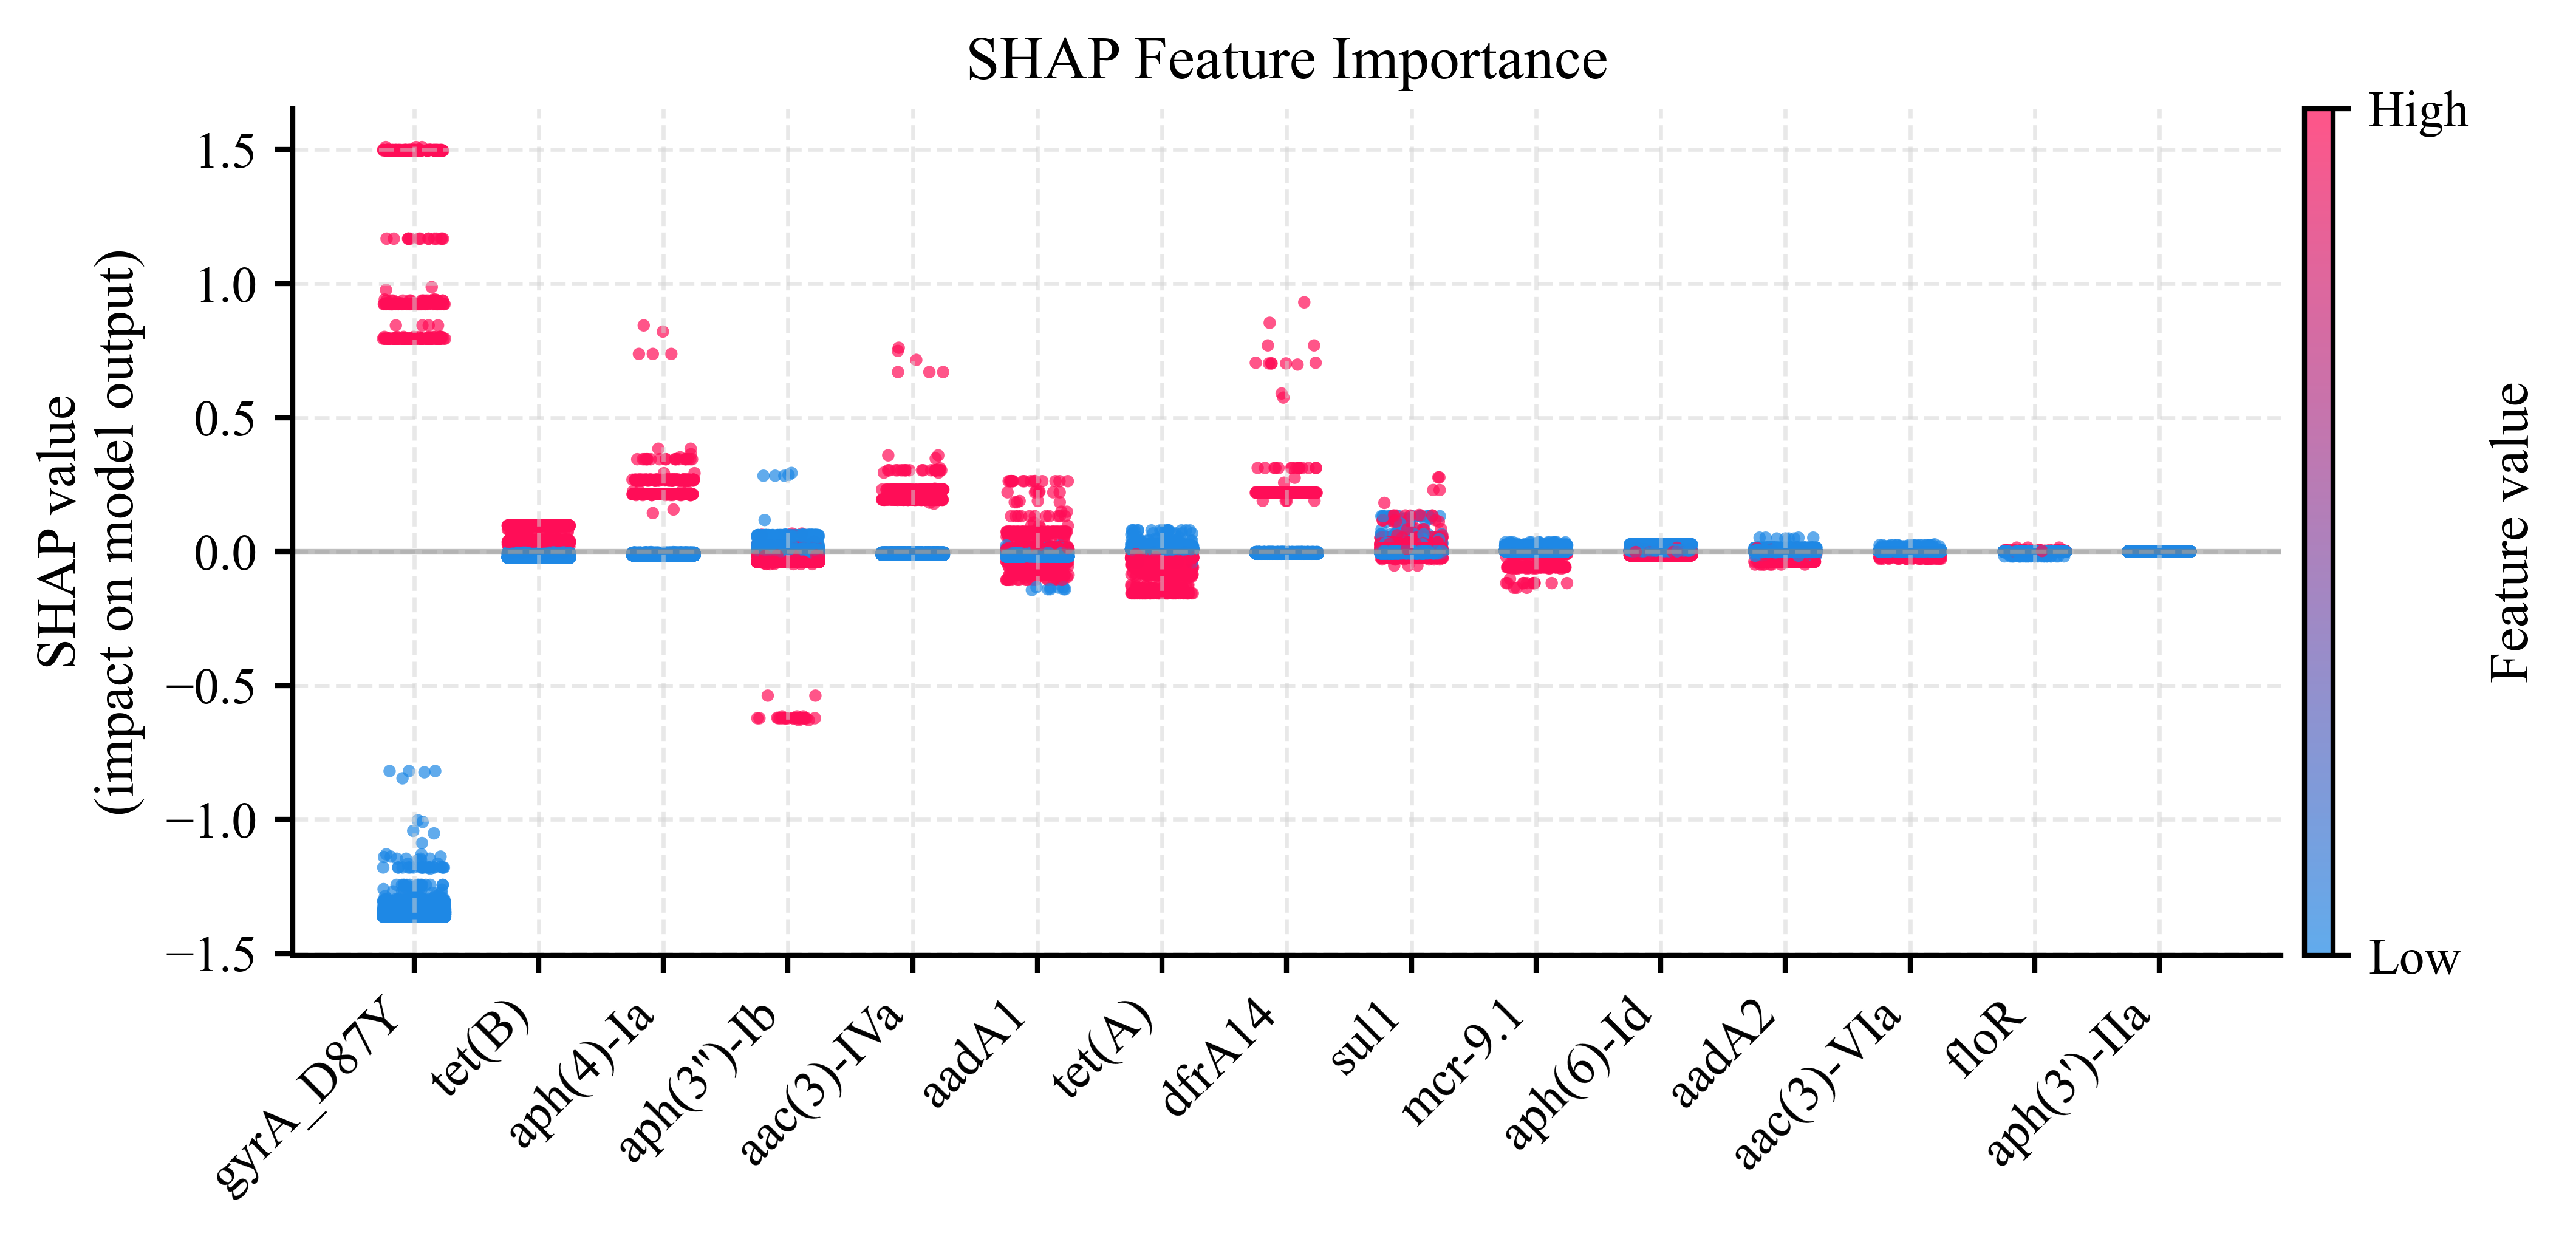 SHAP Feature Importance
SHAP value
(impact on model output)
1.5
1.0
0.5
0.0
−0.5
−1.0
−1.5
gyrA_D87Y
tet(B)
aph(4)-Ia
aph(3'')-Ib
aac(3)-IVa
aadA1
tet(A)
dfrA14
sul1
mcr-9.1
aph(6)-Id
aadA2
aac(3)-VIa
floR
aph(3')-IIa
High
Low
Feature value